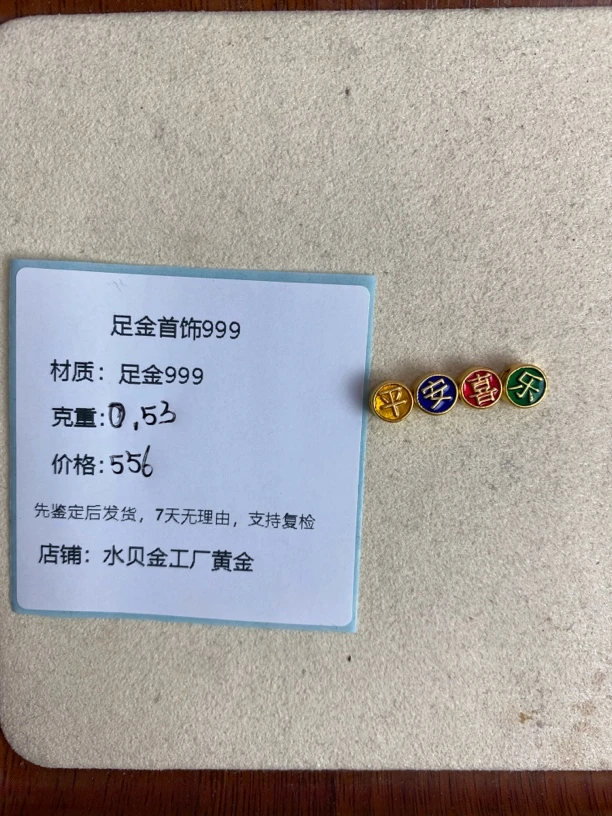 足金首饰999
材质：足金999
克重：0.53
价格：556
先鉴定后发货，7天无理由，支持复检
店铺：水贝金工厂黄金
平安喜乐